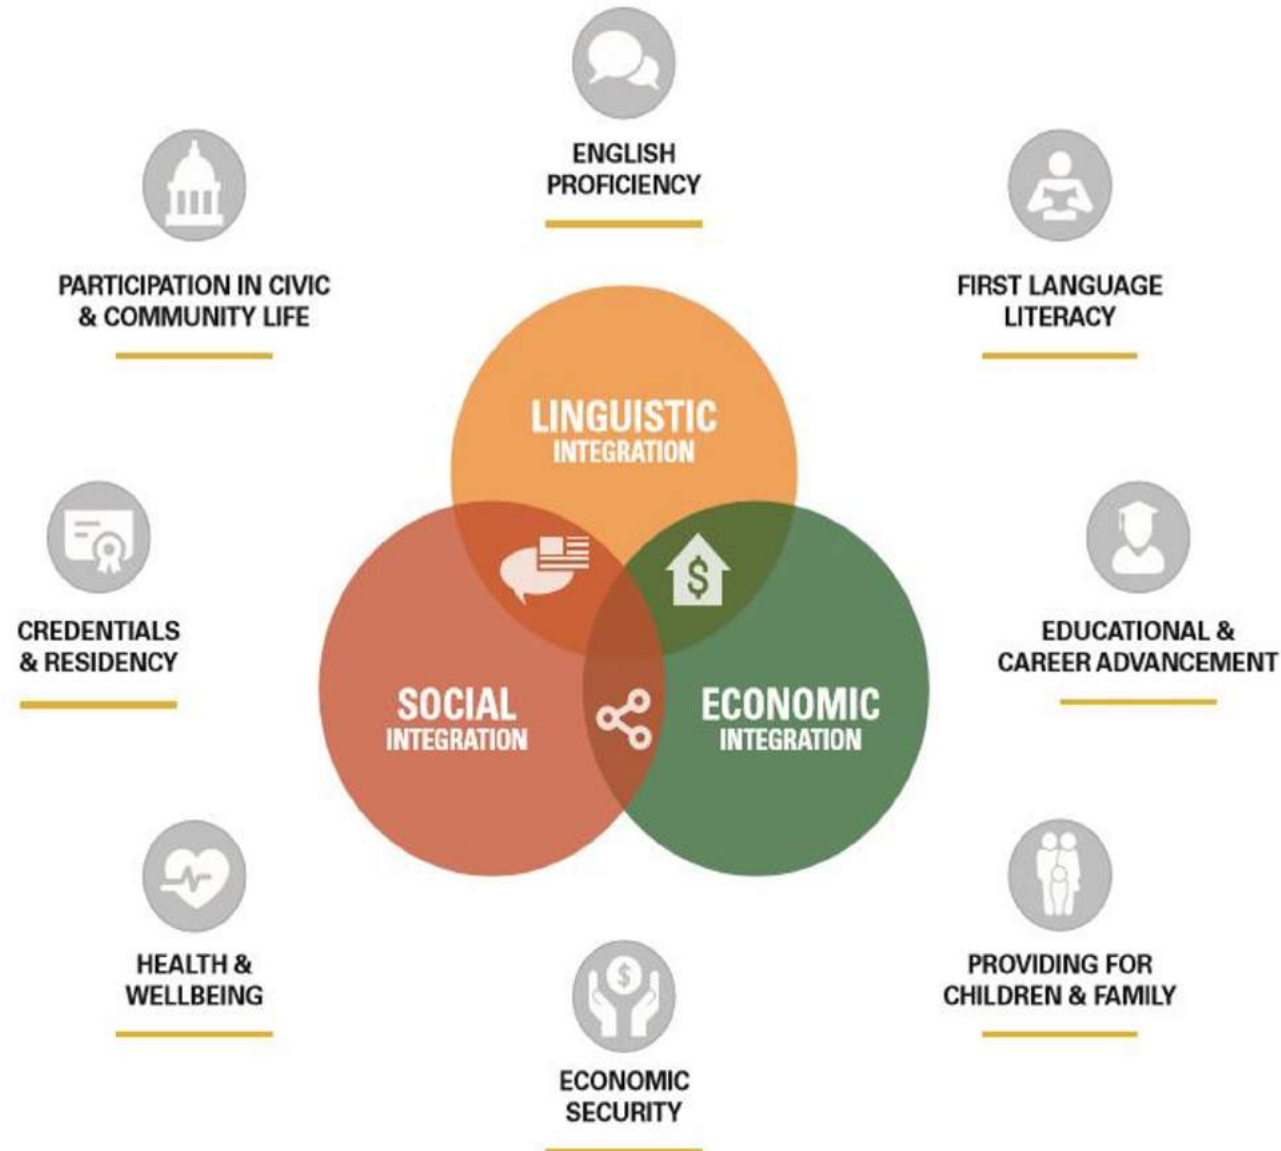 ENGLISH
PROFICIENCY
PARTICIPATION IN CIVIC
& COMMUNITY LIFE
FIRST LANGUAGE
LITERACY
LINGUISTIC
INTEGRATION
CREDENTIALS
& RESIDENCY
EDUCATIONAL &
CAREER ADVANCEMENT
$
SOCIAL
INTEGRATION
ECONOMIC
INTEGRATION
HEALTH &
WELLBEING
PROVIDING FOR
CHILDREN & FAMILY
$
ECONOMIC
SECURITY